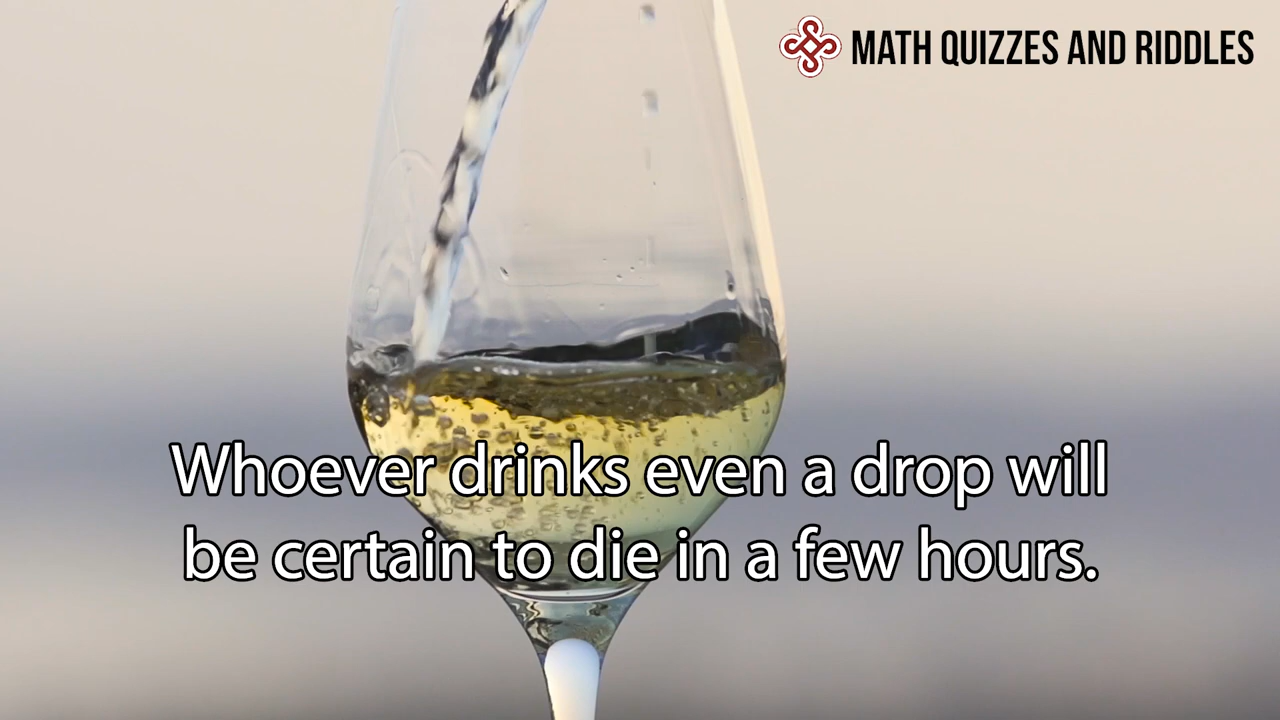 MATH QUIZZES AND RIDDLES
Whoever drinks even a drop will
be certain to die in a few hours.